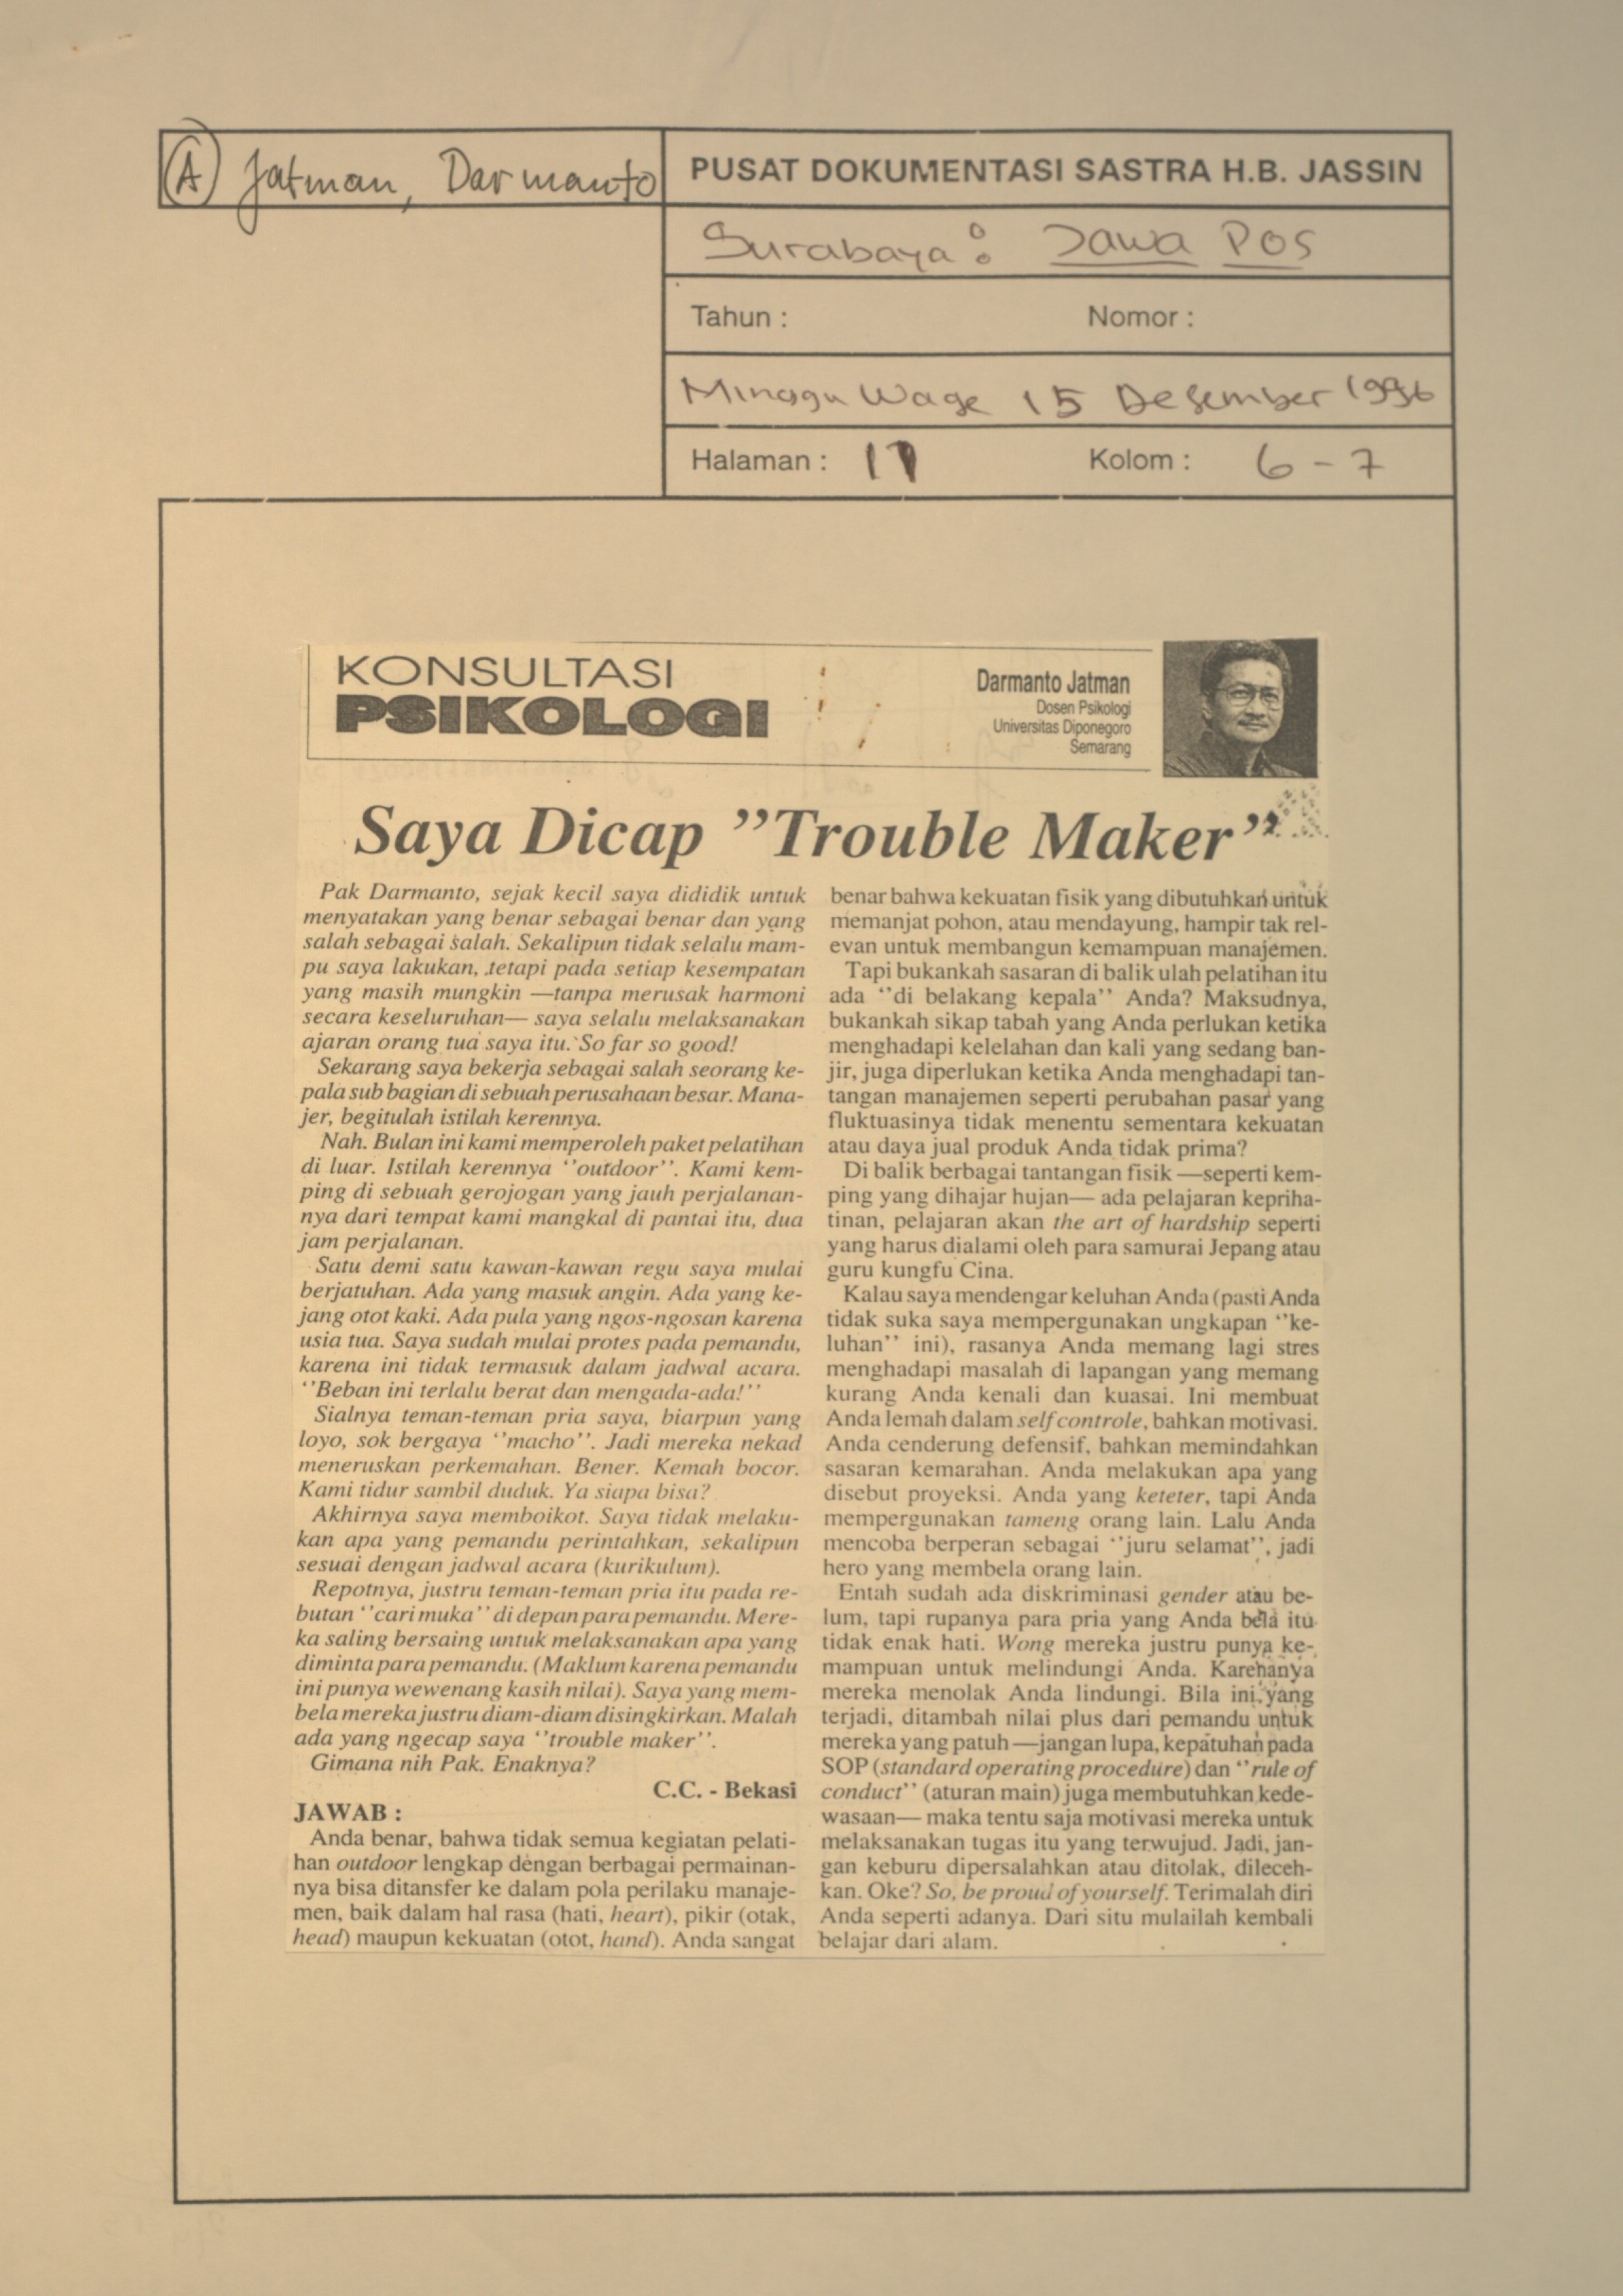 (A) Jatman, Darmanto
PUSAT DOKUMENTASI SASTRA H.B. JASSIN
Surabaya: Jawa Pos
Tahun : Nomor :
Minggu Wage 15 Desember 1996
Halaman : Kolom : 6 - 7
KONSULTASI
PSIKOLOGI
Darmanto Jatman
Dosen Psikologi
Universitas Diponegoro
Semarang
Saya Dicap ''Trouble Maker''
Pak Darmanto, sejak kecil saya dididik untuk
menyatakan yang benar sebagai benar dan yang
salah sebagai salah. Sekalipun tidak selalu mam-
pu saya lakukan, tetapi pada setiap kesempatan
yang masih mungkin —tanpa merusak harmoni
secara keseluruhan— saya selalu melaksanakan
ajaran orang tua saya itu. So far so good!
Sekarang saya bekerja sebagai salah seorang ke-
pala sub bagian di sebuah perusahaan besar. Mana-
jer, begitulah istilah kerennya.
Nah. Bulan ini kami memperoleh paket pelatihan
di luar. Istilah kerennya ''outdoor''. Kami kem-
ping di sebuah gerojogan yang jauh perjalanan-
nya dari tempat kami mangkal di pantai itu, dua
jam perjalanan.
Satu demi satu kawan-kawan regu saya mulai
berjatuhan. Ada yang masuk angin. Ada yang ke-
jang otot kaki. Ada pula yang ngos-ngosan karena
usia tua. Saya sudah mulai protes pada pemandu,
karena ini tidak termasuk dalam jadwal acara.
''Beban ini terlalu berat dan mengada-ada!''
Sialnya teman-teman pria saya, biarpun yang
loyo, sok bergaya ''macho''. Jadi mereka nekad
meneruskan perkemahan. Bener. Kemah bocor.
Kami tidur sambil duduk. Ya siapa bisa?
Akhirnya saya memboikot. Saya tidak melaku-
kan apa yang pemandu perintahkan, sekalipun
sesuai dengan jadwal acara (kurikulum).
Repotnya, justru teman-teman pria itu pada re-
butan ''cari muka'' di depan para pemandu. Mere-
ka saling bersaing untuk melaksanakan apa yang
diminta para pemandu. (Maklum karena pemandu
ini punya wewenang kasih nilai). Saya yang mem-
bela mereka justru diam-diam disingkirkan. Malah
ada yang ngecap saya ''trouble maker''.
Gimana nih Pak. Enaknya?
C.C. - Bekasi
JAWAB :
Anda benar, bahwa tidak semua kegiatan pelati-
han outdoor lengkap dengan berbagai permainan-
nya bisa ditansfer ke dalam pola perilaku manaje-
men, baik dalam hal rasa (hati, heart), pikir (otak,
head) maupun kekuatan (otot, hand). Anda sangat
benar bahwa kekuatan fisik yang dibutuhkan untuk
memanjat pohon, atau mendayung, hampir tak rel-
evan untuk membangun kemampuan manajemen.
Tapi bukankah sasaran di balik ulah pelatihan itu
ada ''di belakang kepala'' Anda? Maksudnya,
bukankah sikap tabah yang Anda perlukan ketika
menghadapi kelelahan dan kali yang sedang ban-
jir, juga diperlukan ketika Anda menghadapi tan-
tangan manajemen seperti perubahan pasar yang
fluktuasinya tidak menentu sementara kekuatan
atau daya jual produk Anda tidak prima?
Di balik berbagai tantangan fisik —seperti kem-
ping yang dihajar hujan— ada pelajaran kepriha-
tinan, pelajaran akan the art of hardship seperti
yang harus dialami oleh para samurai Jepang atau
guru kungfu Cina.
Kalau saya mendengar keluhan Anda (pasti Anda
tidak suka saya mempergunakan ungkapan ''ke-
luhan'' ini), rasanya Anda memang lagi stres
menghadapi masalah di lapangan yang memang
kurang Anda kenali dan kuasai. Ini membuat
Anda lemah dalam self controle, bahkan motivasi.
Anda cenderung defensif, bahkan memindahkan
sasaran kemarahan. Anda melakukan apa yang
disebut proyeksi. Anda yang keteter, tapi Anda
mempergunakan tameng orang lain. Lalu Anda
mencoba berperan sebagai ''juru selamat'', jadi
hero yang membela orang lain.
Entah sudah ada diskriminasi gender atau be-
lum, tapi rupanya para pria yang Anda bela itu
tidak enak hati. Wong mereka justru punya ke-
mampuan untuk melindungi Anda. Karenanya
mereka menolak Anda lindungi. Bila ini yang
terjadi, ditambah nilai plus dari pemandu untuk
mereka yang patuh —jangan lupa, kepatuhan pada
SOP (standard operating procedure) dan ''rule of
conduct'' (aturan main) juga membutuhkan kede-
wasaan— maka tentu saja motivasi mereka untuk
melaksanakan tugas itu yang terwujud. Jadi, jan-
gan keburu dipersalahkan atau ditolak, dileceh-
kan. Oke? So, be proud of yourself. Terimalah diri
Anda seperti adanya. Dari situ mulailah kembali
belajar dari alam.